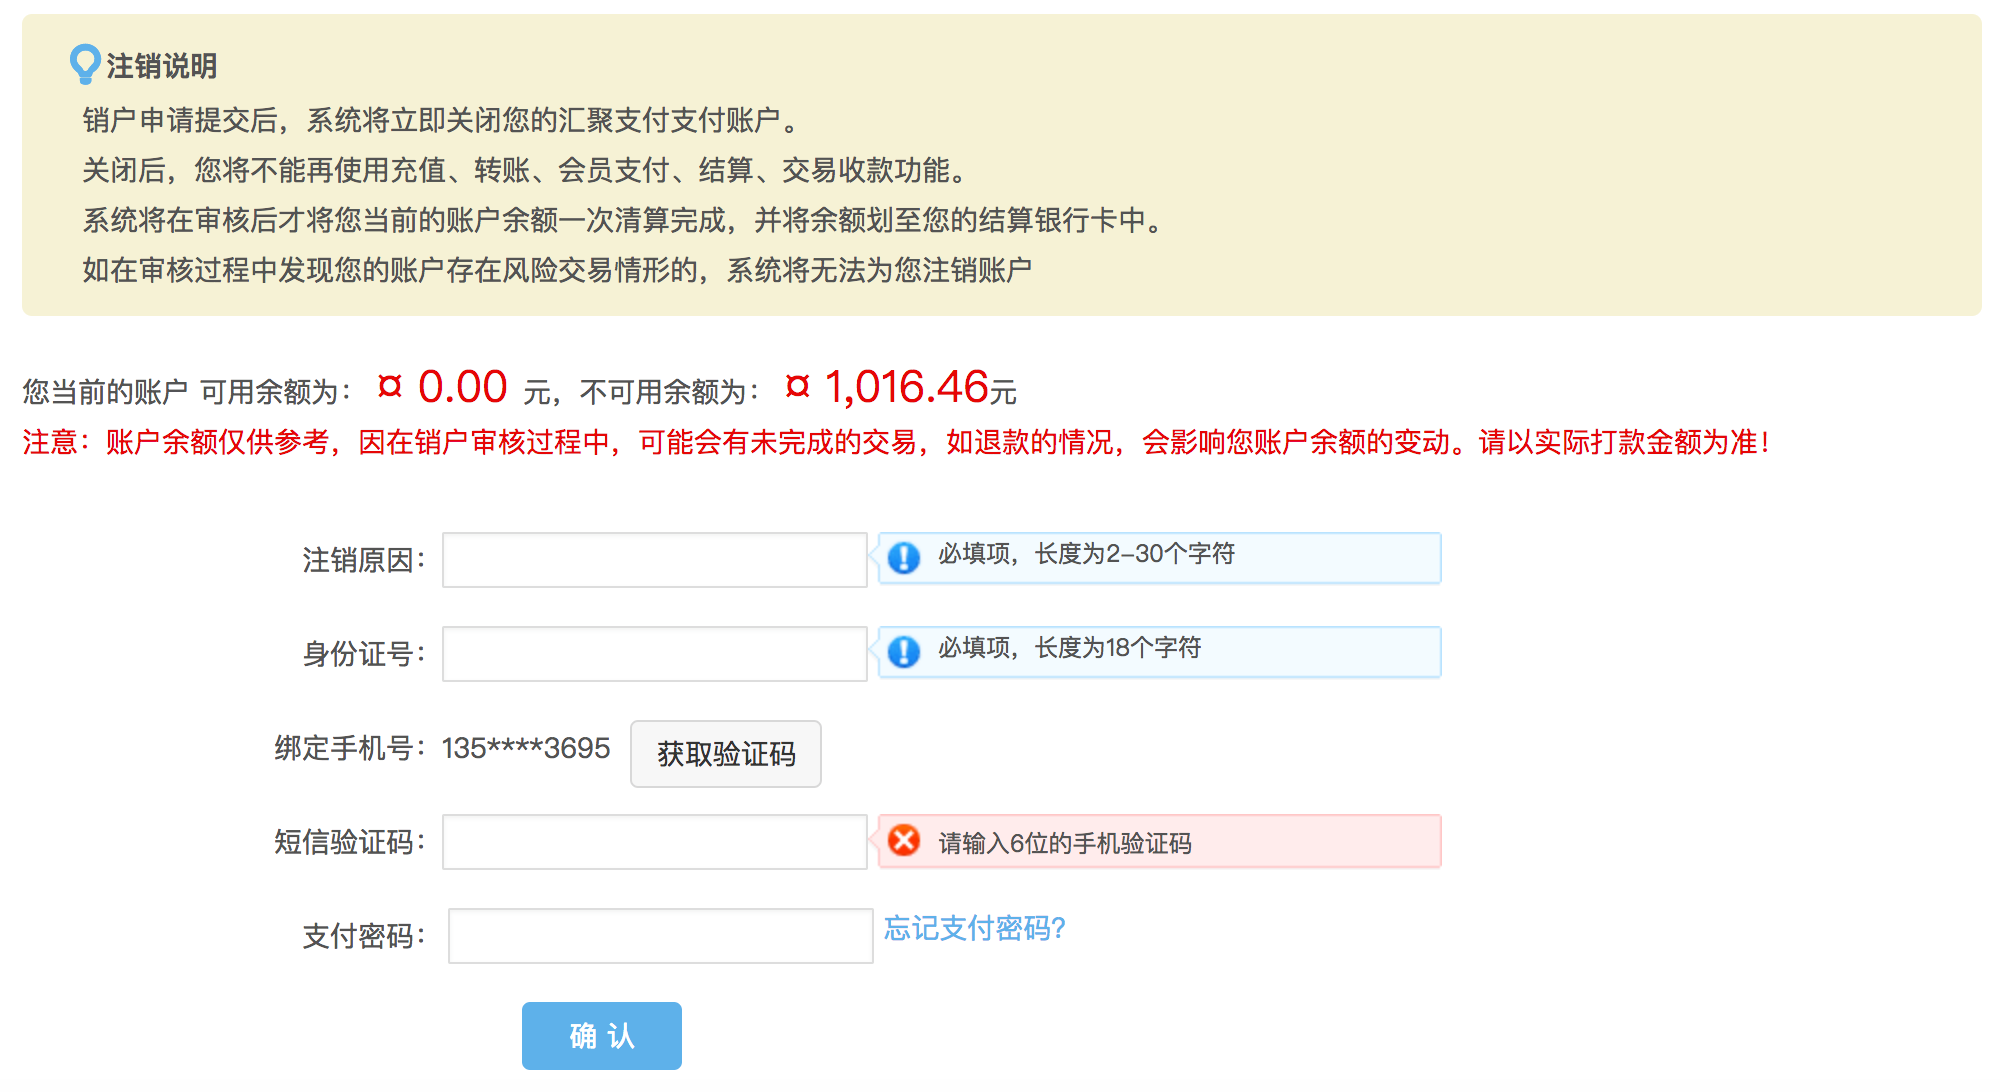 注销说明
销户申请提交后，系统将立即关闭您的汇聚支付支付账户。
关闭后，您将不能再使用充值、转账、会员支付、结算、交易收款功能。
系统将在审核后才将您当前的账户余额一次清算完成，并将余额划至您的结算银行卡中。
如在审核过程中发现您的账户存在风险交易情形的，系统将无法为您注销账户
您当前的账户 可用余额为： ¤ 0.00 元，不可用余额为： ¤ 1,016.46元
注意：账户余额仅供参考，因在销户审核过程中，可能会有未完成的交易，如退款的情况，会影响您账户余额的变动。请以实际打款金额为准！
注销原因： 必填项，长度为2-30个字符
身份证号： 必填项，长度为18个字符
绑定手机号：135****3695 获取验证码
短信验证码： 请输入6位的手机验证码
支付密码： 忘记支付密码?
确 认